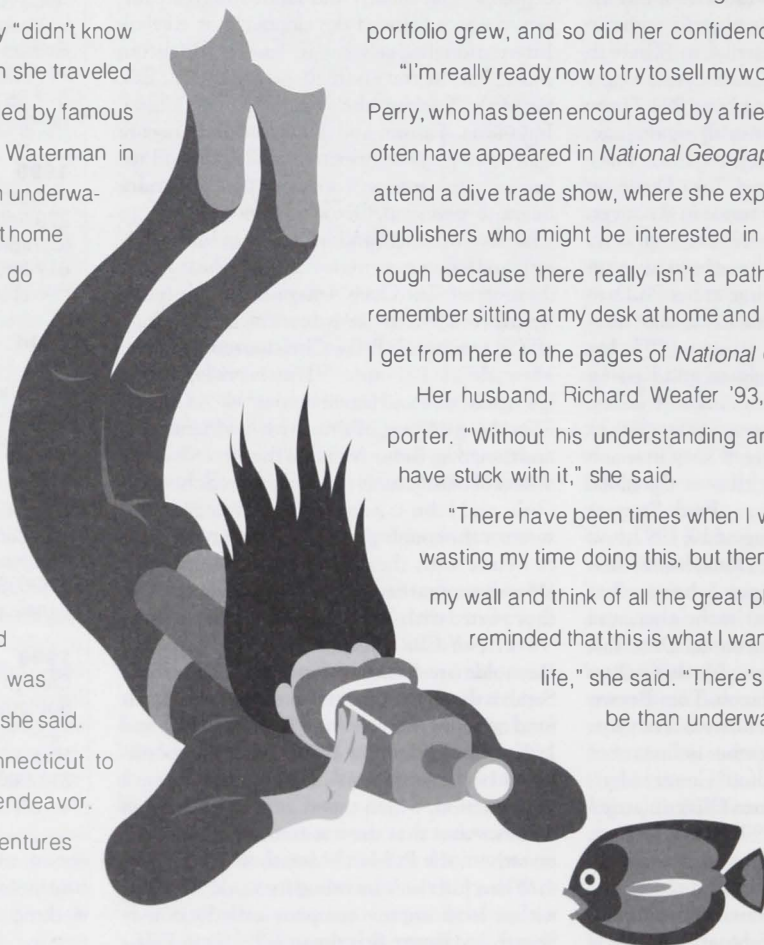 y “didn’t know
n she traveled
ed by famous
Waterman in
n underwa-
t home
do
d
was
she said.
nnecticut to
endeavor.
entures
portfolio grew, and so did her confidenc
“I’m really ready now to try to sell my wo
Perry, who has been encouraged by a frie
often have appeared in National Geograp
attend a dive trade show, where she exp
publishers who might be interested in
tough because there really isn’t a path
remember sitting at my desk at home and
I get from here to the pages of National
Her husband, Richard Weafer ’93,
porter. “Without his understanding an
have stuck with it,” she said.
“There have been times when I w
wasting my time doing this, but then
my wall and think of all the great pl
reminded that this is what I wan
life,” she said. “There’s
be than underwa